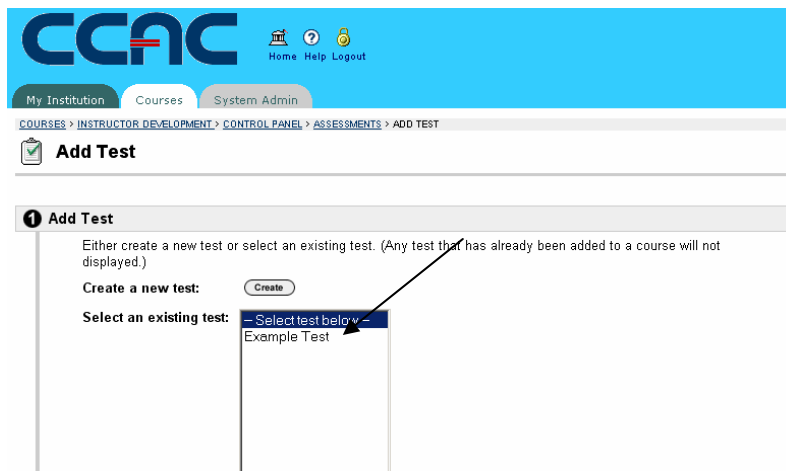 CCAC
Home Help Logout
My Institution Courses System Admin
COURSES > INSTRUCTOR DEVELOPMENT > CONTROL PANEL > ASSESSMENTS > ADD TEST
Add Test
1 Add Test
Either create a new test or select an existing test. (Any test that has already been added to a course will not
displayed.)
Create a new test: Create
Select an existing test: -- Select test below --
Example Test